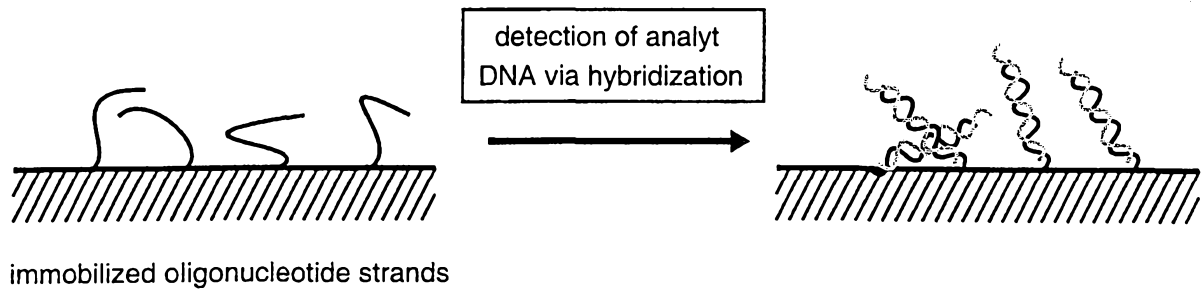 detection of analyt
DNA via hybridization
immobilized oligonucleotide strands